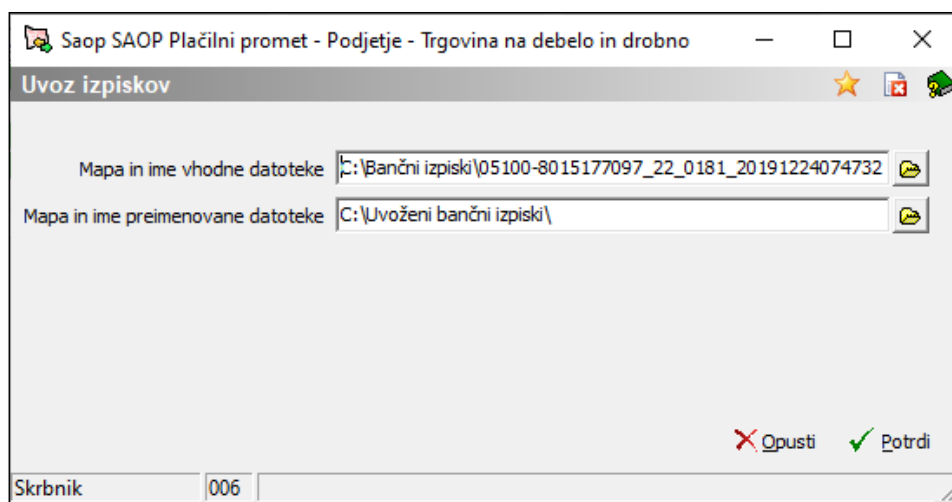 Saop SAOP Plačilni promet - Podjetje - Trgovina na debelo in drobno
Uvoz izpiskov
Mapa in ime vhodne datoteke C:\Bančni izpiski\05100-8015177097_22_0181_20191224074732
Mapa in ime preimenovane datoteke C:\Uvoženi bančni izpiski\
Opusti Potrdi
Skrbnik 006